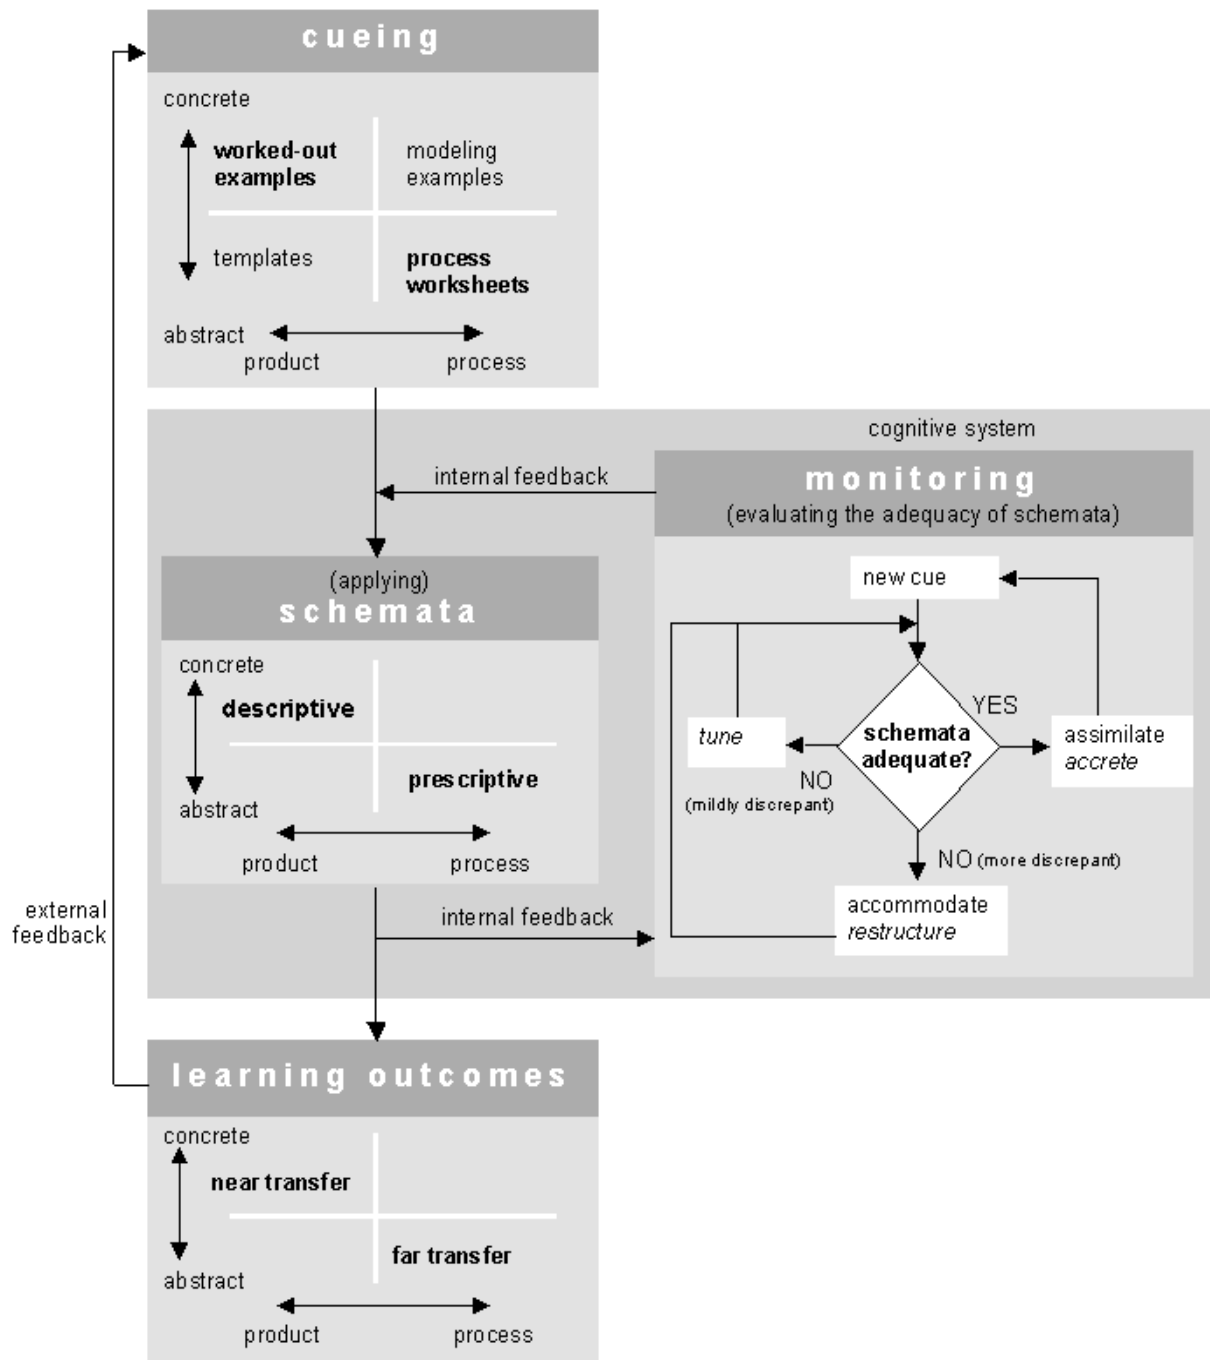 cueing
concrete
worked-out
examples
modeling
examples
templates
process
worksheets
abstract
product
process
cognitive system
internal feedback
monitoring
(evaluating the adequacy of schemata)
new cue
(applying)
schemata
concrete
descriptive
prescriptive
abstract
product
process
YES
schemata
adequate?
tune
assimilate
accrete
NO
(mildly discrepant)
NO (more discrepant)
accommodate
restructure
internal feedback
external
feedback
learning outcomes
concrete
near transfer
far transfer
abstract
product
process